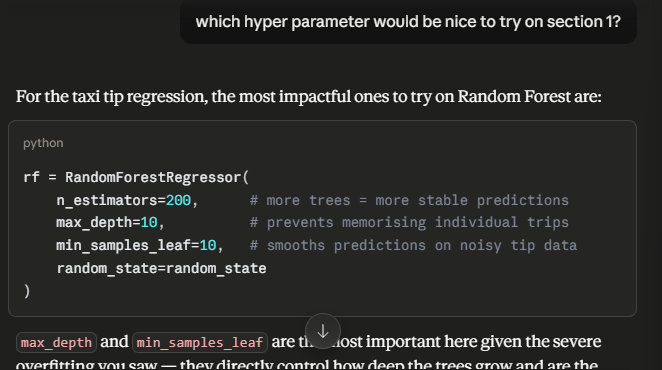 which hyper parameter would be nice to try on section 1?
For the taxi tip regression, the most impactful ones to try on Random Forest are:
python
rf = RandomForestRegressor(
    n_estimators=200,      # more trees = more stable predictions
    max_depth=10,          # prevents memorising individual trips
    min_samples_leaf=10,   # smooths predictions on noisy tip data
    random_state=random_state
)
max_depth and min_samples_leaf are most important here given the severe
overfitting you saw — they directly control how deep the trees grow and are the